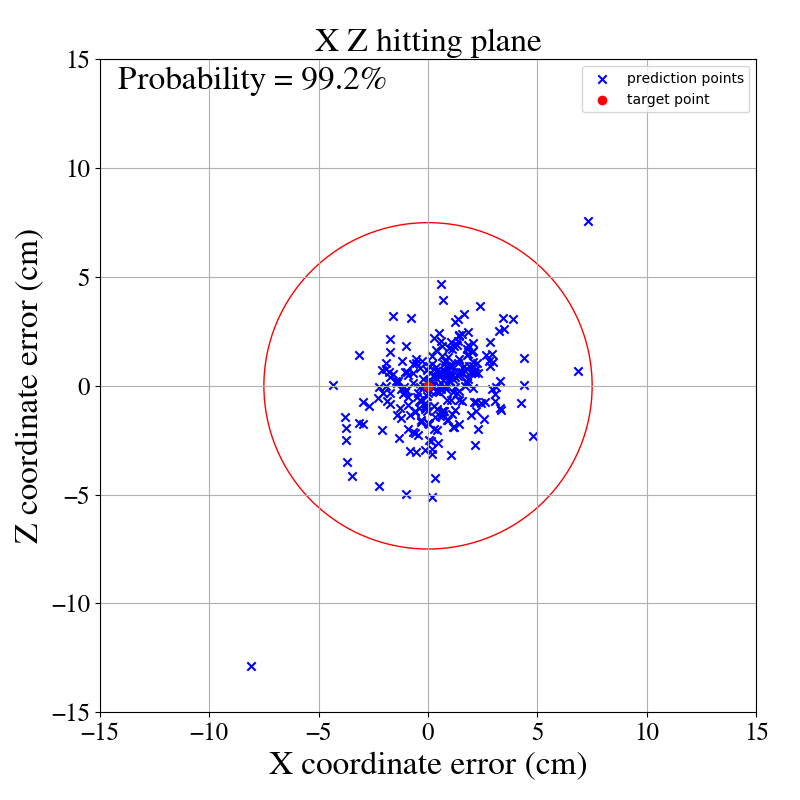 X Z hitting plane
Probability = 99.2%
prediction points
target point
Z coordinate error (cm)
15
10
5
0
−5
−10
−15
−15 −10 −5 0 5 10 15
X coordinate error (cm)